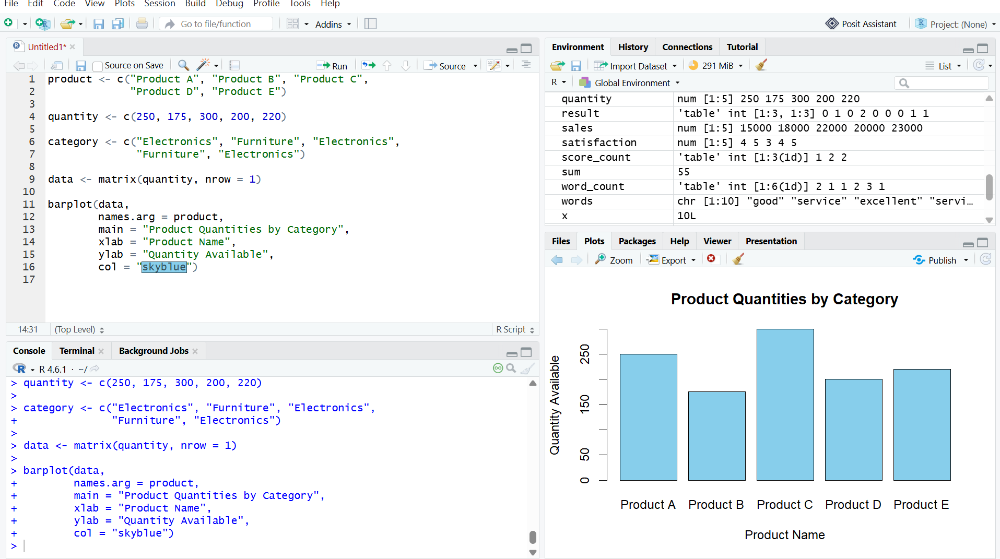 File Edit Code View Plots Session Build Debug Profile Tools Help
Go to file/function Addins Posit Assistant Project: (None)
Untitled1*
Source on Save Run Source
1 product <- c("Product A", "Product B", "Product C",
2 "Product D", "Product E")
3
4 quantity <- c(250, 175, 300, 200, 220)
5
6 category <- c("Electronics", "Furniture", "Electronics",
7 "Furniture", "Electronics")
8
9 data <- matrix(quantity, nrow = 1)
10
11 barplot(data,
12 names.arg = product,
13 main = "Product Quantities by Category",
14 xlab = "Product Name",
15 ylab = "Quantity Available",
16 col = "skyblue")
17
14:31 (Top Level) R Script
Console Terminal Background Jobs
R 4.6.1 · ~/
> quantity <- c(250, 175, 300, 200, 220)
>
> category <- c("Electronics", "Furniture", "Electronics",
+ "Furniture", "Electronics")
>
> data <- matrix(quantity, nrow = 1)
>
> barplot(data,
+ names.arg = product,
+ main = "Product Quantities by Category",
+ xlab = "Product Name",
+ ylab = "Quantity Available",
+ col = "skyblue")
>
Environment History Connections Tutorial
Import Dataset 291 MiB List
R Global Environment
quantity num [1:5] 250 175 300 200 220
result 'table' int [1:3, 1:3] 0 1 0 2 0 0 0 1 1
sales num [1:5] 15000 18000 22000 20000 23000
satisfaction num [1:5] 4 5 3 4 5
score_count 'table' int [1:3(1d)] 1 2 2
sum 55
word_count 'table' int [1:6(1d)] 2 1 1 2 3 1
words chr [1:10] "good" "service" "excellent" "servi…
x 10L
Files Plots Packages Help Viewer Presentation
Zoom Export Publish
Product Quantities by Category
Quantity Available
250
150
50
0
Product A Product B Product C Product D Product E
Product Name